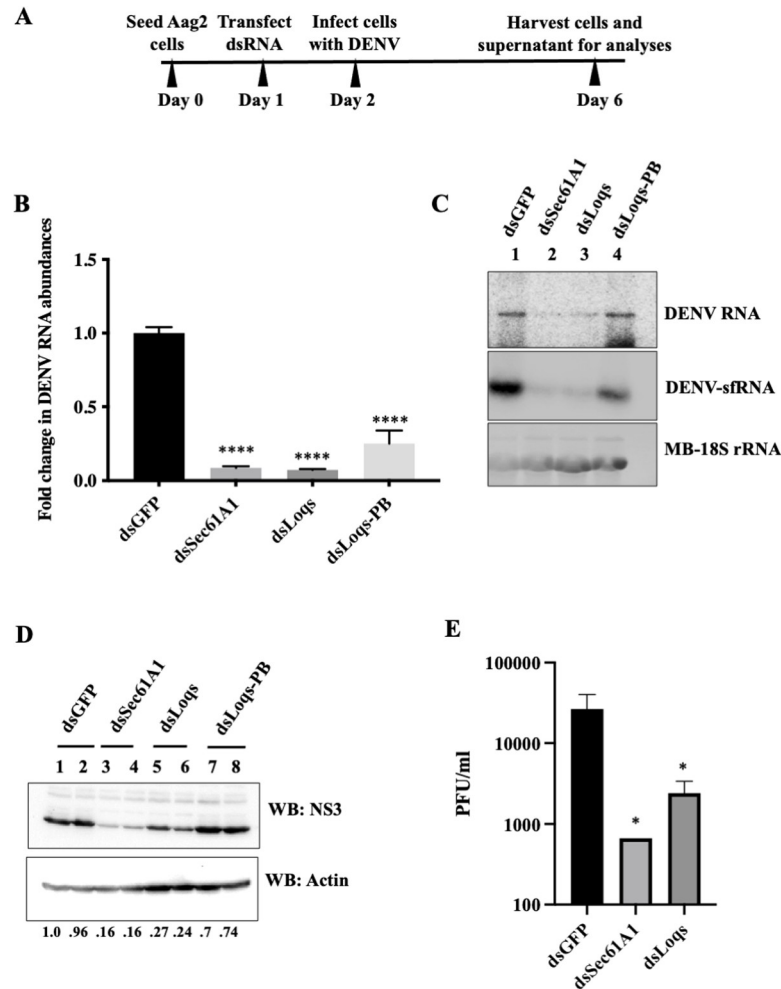 A
Seed Aag2 cells
Transfect dsRNA
Infect cells with DENV
Harvest cells and supernatant for analyses
Day 0
Day 1
Day 2
Day 6
B
Fold change in DENV RNA abundances
1.5
1.0
0.5
0.0
****
****
****
dsGFP
dsSec61A1
dsLoqs
dsLoqs-PB
C
dsGFP
dsSec61A1
dsLoqs
dsLoqs-PB
1 2 3 4
DENV RNA
DENV-sfRNA
MB-18S rRNA
D
dsGFP
dsSec61A1
dsLoqs
dsLoqs-PB
1 2 3 4 5 6 7 8
WB: NS3
WB: Actin
1.0 .96 .16 .16 .27 .24 .7 .74
E
PFU/ml
100000
10000
1000
100
*
*
dsGFP
dsSec61A1
dsLoqs